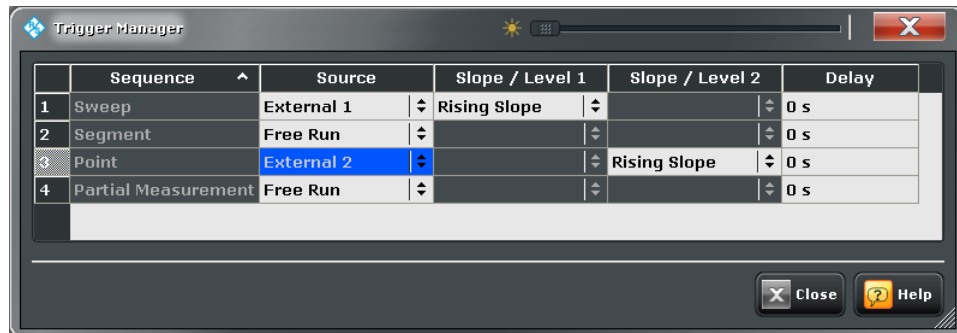 Trigger Manager
Sequence Source Slope / Level 1 Slope / Level 2 Delay
1 Sweep External 1 Rising Slope 0 s
2 Segment Free Run 0 s
3 Point External 2 Rising Slope 0 s
4 Partial Measurement Free Run 0 s
Close Help